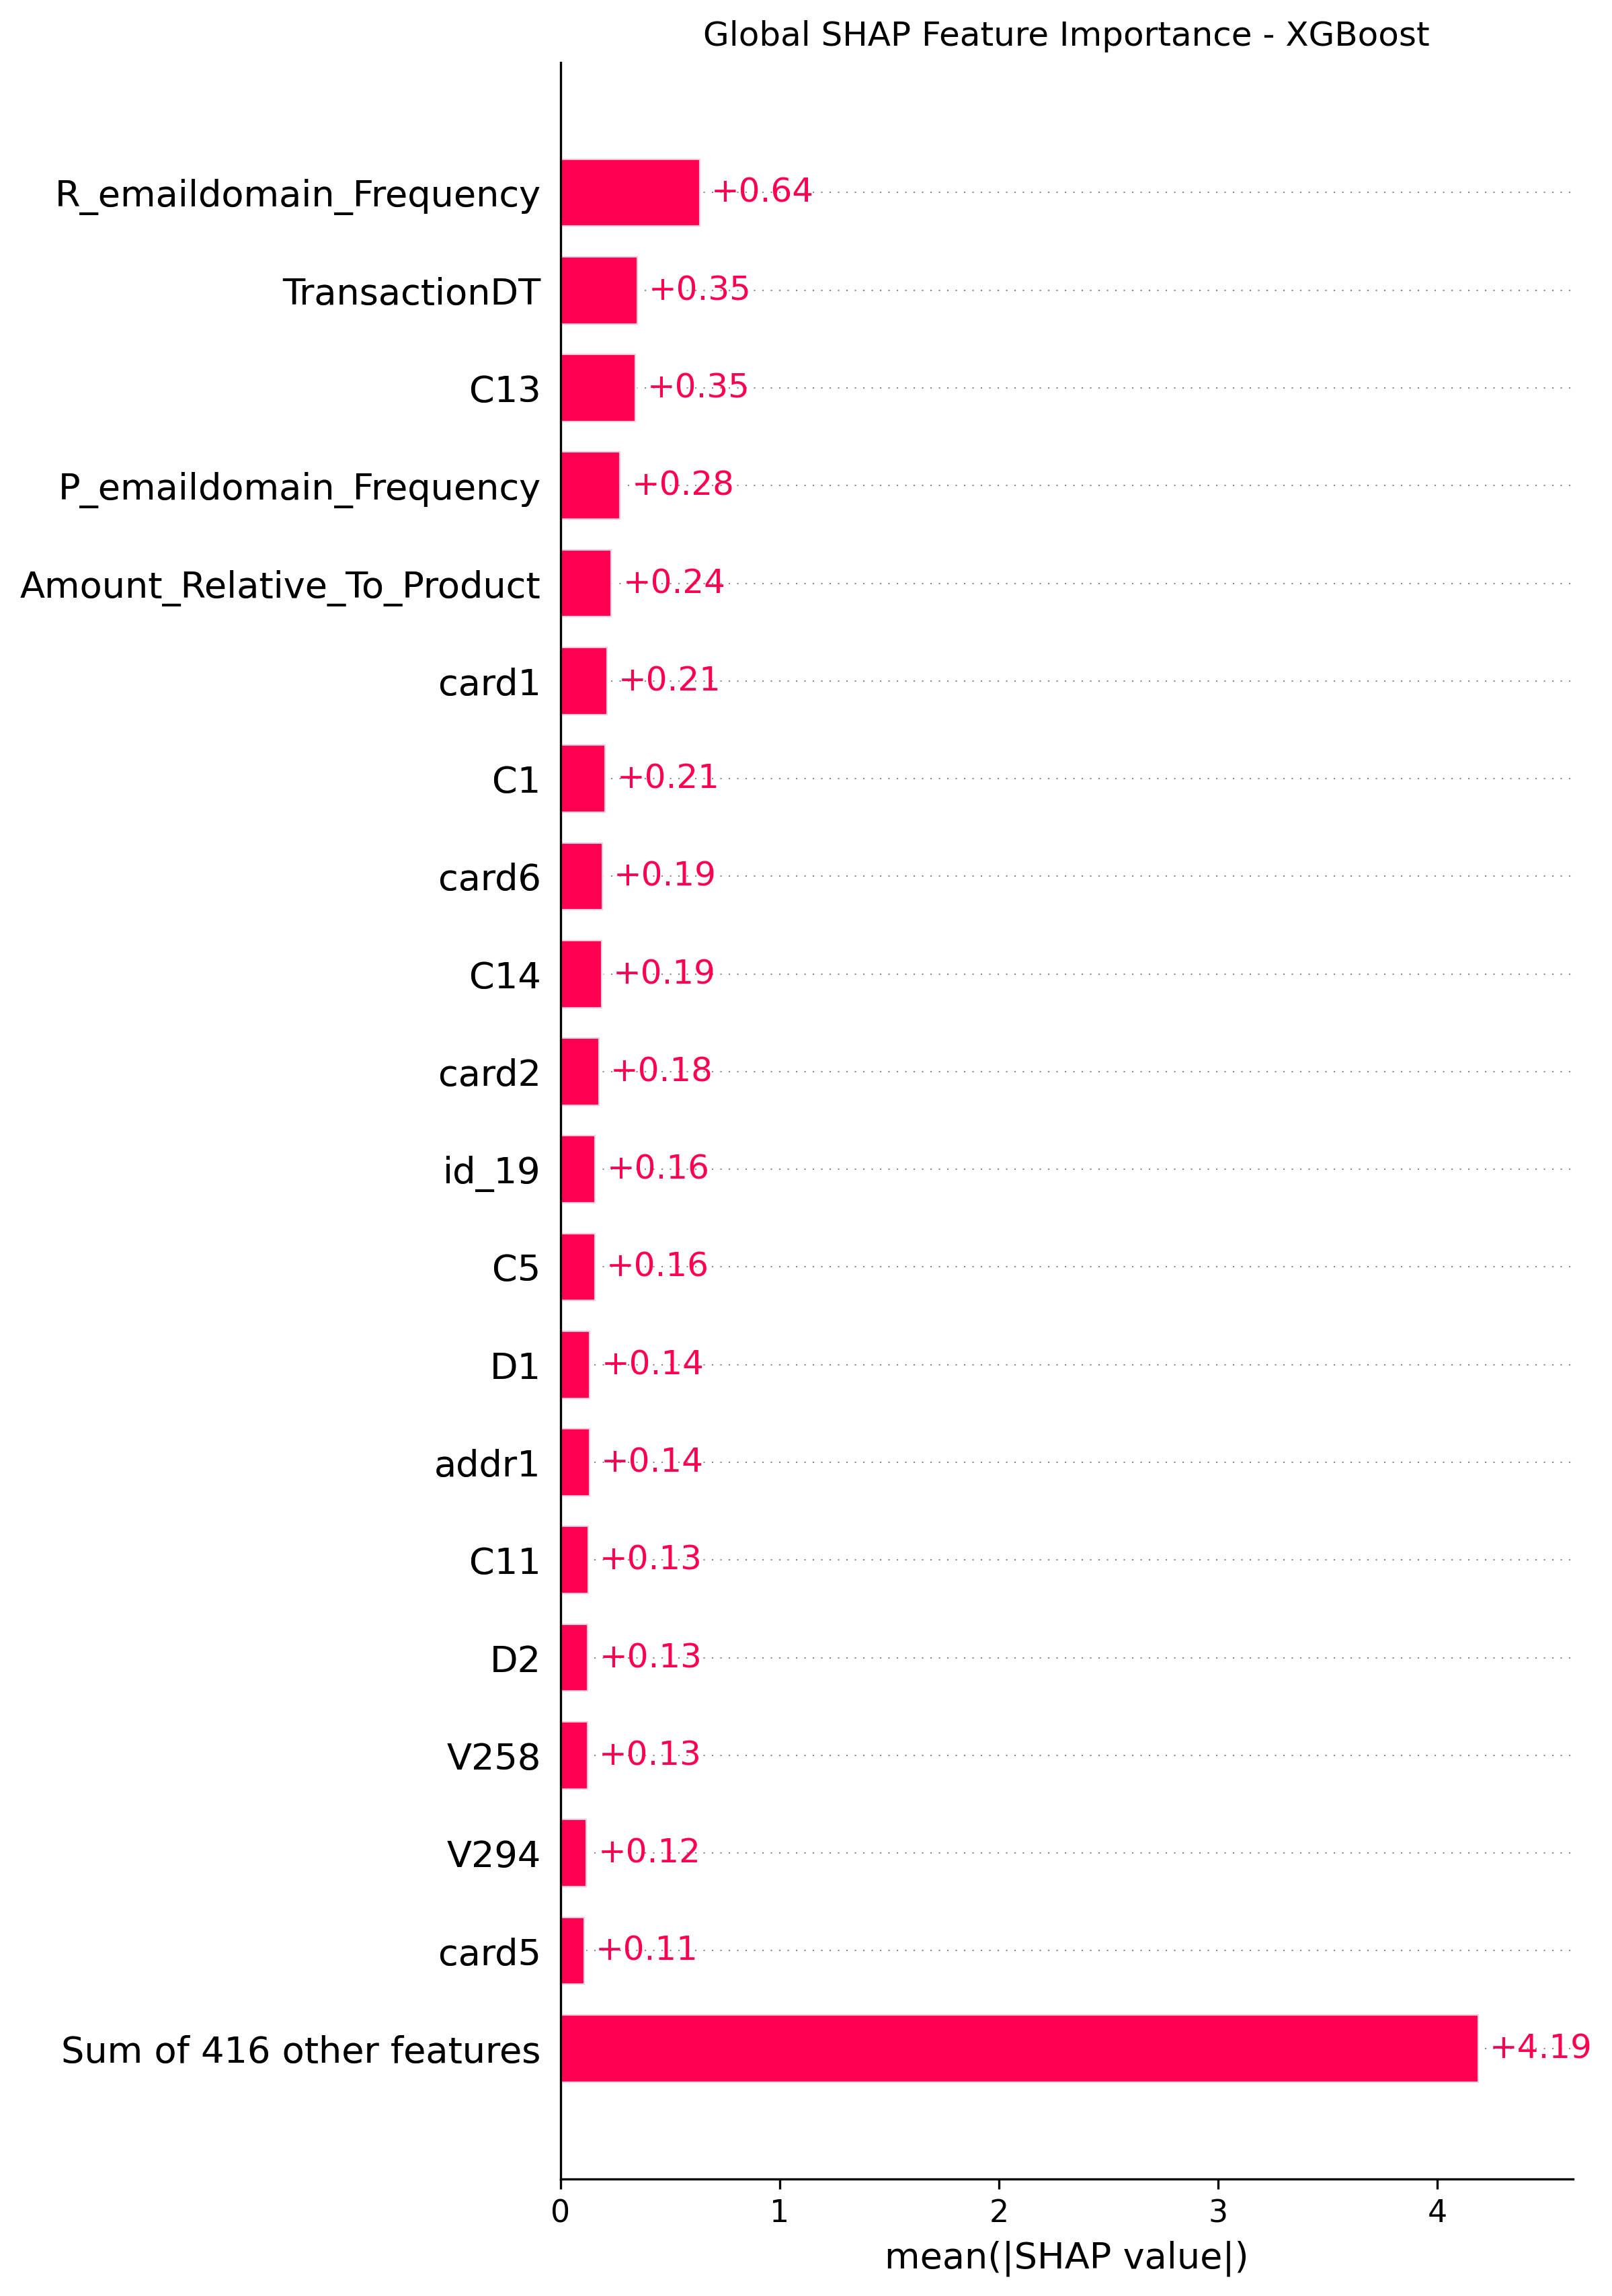 Global SHAP Feature Importance - XGBoost
R_emaildomain_Frequency +0.64
TransactionDT +0.35
C13 +0.35
P_emaildomain_Frequency +0.28
Amount_Relative_To_Product +0.24
card1 +0.21
C1 +0.21
card6 +0.19
C14 +0.19
card2 +0.18
id_19 +0.16
C5 +0.16
D1 +0.14
addr1 +0.14
C11 +0.13
D2 +0.13
V258 +0.13
V294 +0.12
card5 +0.11
Sum of 416 other features +4.19
0 1 2 3 4
mean(|SHAP value|)